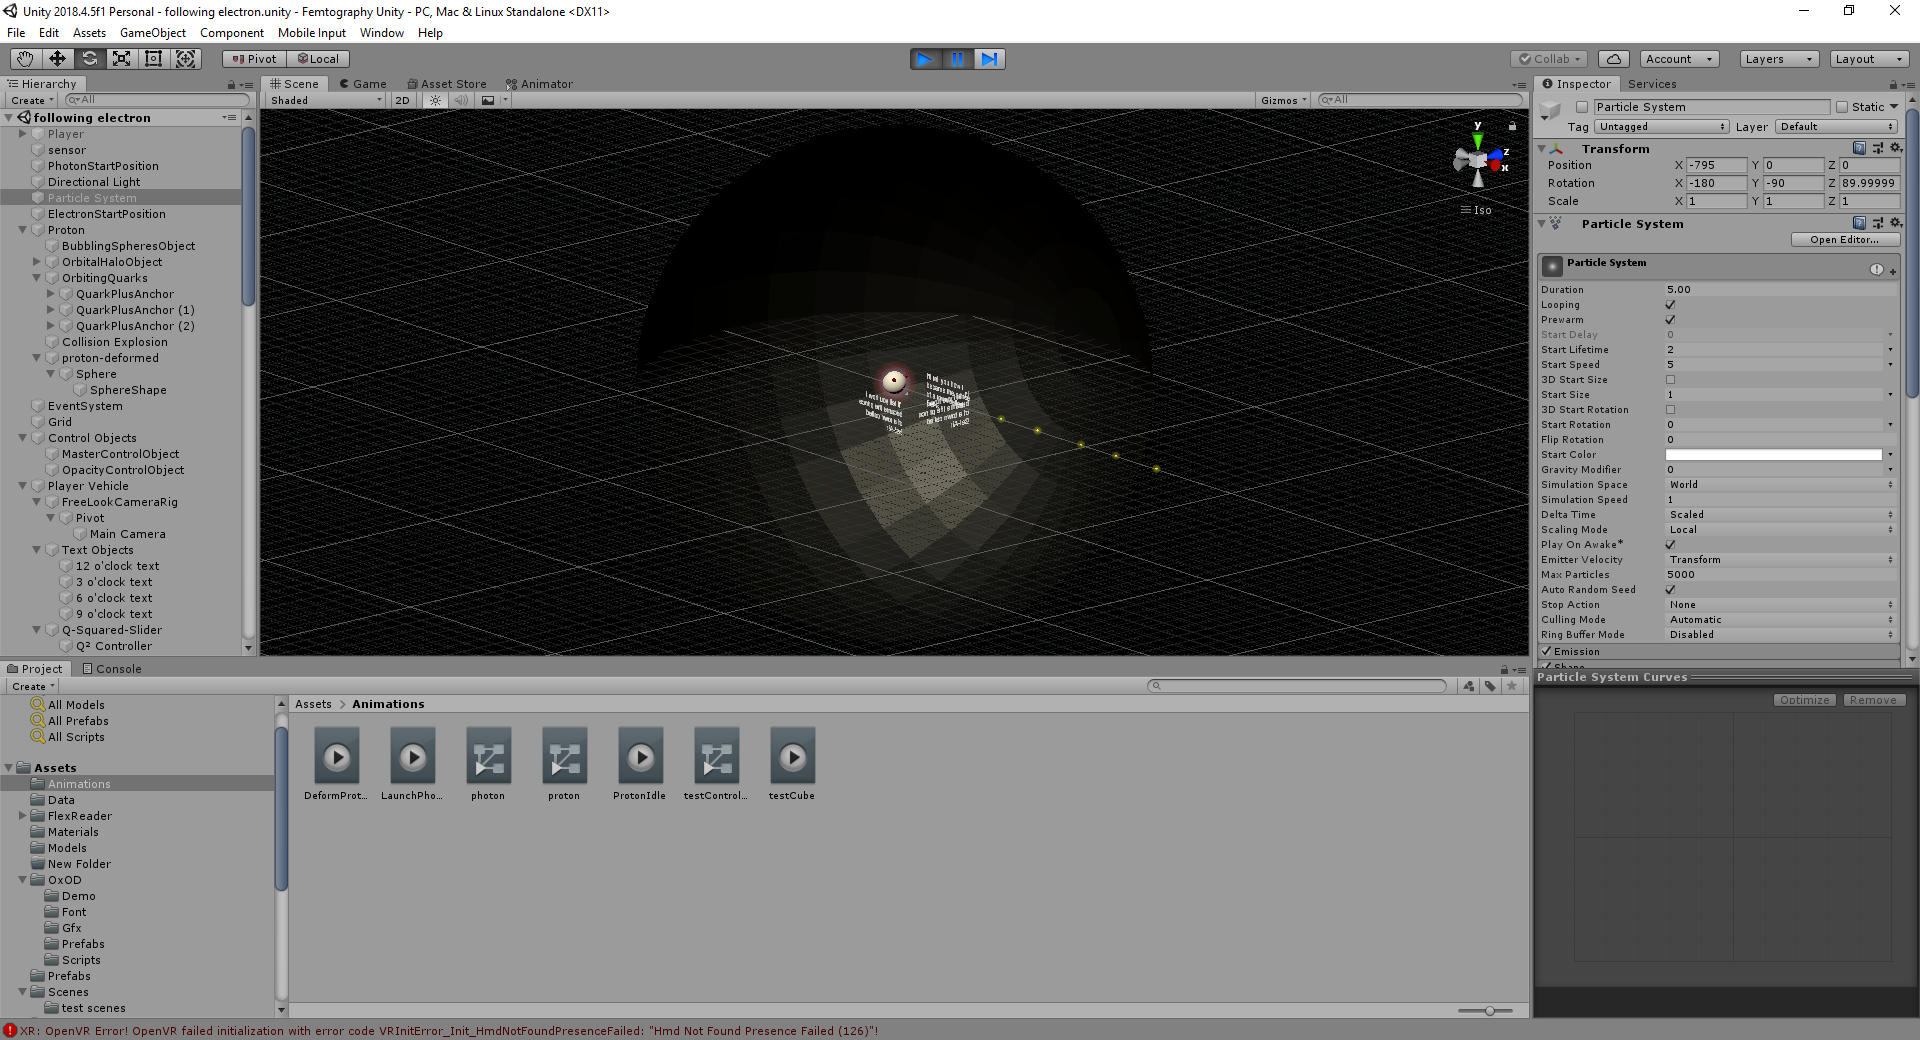 Unity 2018.4.5f1 Personal - following electron.unity - Femtography Unity - PC, Mac & Linux Standalone <DX11>
File Edit Assets GameObject Component Mobile Input Window Help
Pivot Local Collab Account Layers Layout
Hierarchy
Create All
following electron
Player
sensor
PhotonStartPosition
Directional Light
Particle System
ElectronStartPosition
Proton
BubblingSpheresObject
OrbitalHaloObject
OrbitingQuarks
QuarkPlusAnchor
QuarkPlusAnchor (1)
QuarkPlusAnchor (2)
Collision Explosion
proton-deformed
Sphere
SphereShape
EventSystem
Grid
Control Objects
MasterControlObject
OpacityControlObject
Player Vehicle
FreeLookCameraRig
Pivot
Main Camera
Text Objects
12 o'clock text
3 o'clock text
6 o'clock text
9 o'clock text
Q-Squared-Slider
Q² Controller
Scene Game Asset Store Animator
Shaded 2D Gizmos All
y
z
x
Iso
Inspector Services
Particle System Static
Tag Untagged Layer Default
Transform
Position X -795 Y 0 Z 0
Rotation X -180 Y -90 Z 89.99999
Scale X 1 Y 1 Z 1
Particle System
Open Editor...
Particle System
Duration 5.00
Looping
Prewarm
Start Delay 0
Start Lifetime 2
Start Speed 5
3D Start Size
Start Size 1
3D Start Rotation
Start Rotation 0
Flip Rotation 0
Start Color
Gravity Modifier 0
Simulation Space World
Simulation Speed 1
Delta Time Scaled
Scaling Mode Local
Play On Awake*
Emitter Velocity Transform
Max Particles 5000
Auto Random Seed
Stop Action None
Culling Mode Automatic
Ring Buffer Mode Disabled
Emission
Shape
Particle System Curves
Optimize Remove
Project Console
Create
All Models
All Prefabs
All Scripts
Assets
Animations
Data
FlexReader
Materials
Models
New Folder
OxOD
Demo
Font
Gfx
Prefabs
Scripts
Prefabs
Scenes
test scenes
Assets > Animations
DeformProt... LaunchPho... photon proton ProtonIdle testControl... testCube
XR: OpenVR Error! OpenVR failed initialization with error code VRInitError_Init_HmdNotFoundPresenceFailed: "Hmd Not Found Presence Failed (126)"!